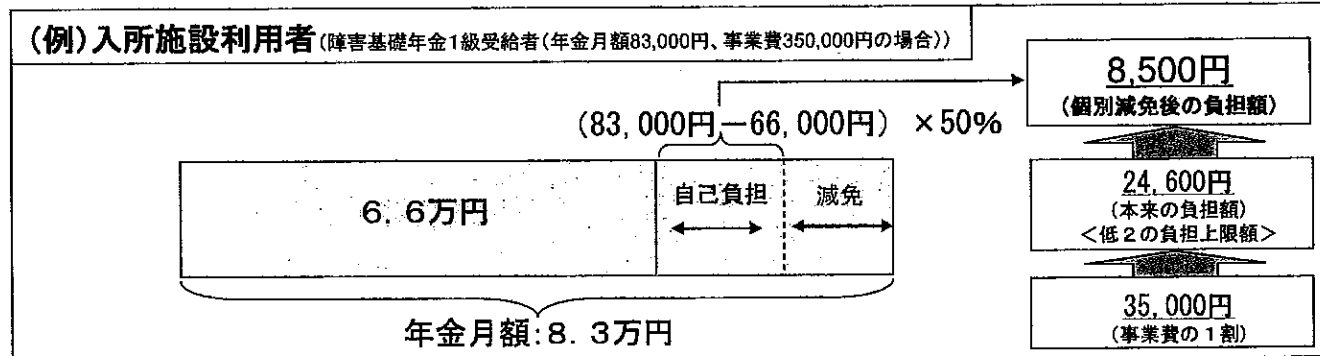 (例)入所施設利用者(障害基礎年金1級受給者(年金月額83,000円、事業費350,000円の場合))
8,500円
(個別減免後の負担額)
(83,000円―66,000円) ×50%
24,600円
(本来の負担額)
<低2の負担上限額>
6.6万円
自己負担
減免
35,000円
(事業費の1割)
年金月額:8.3万円